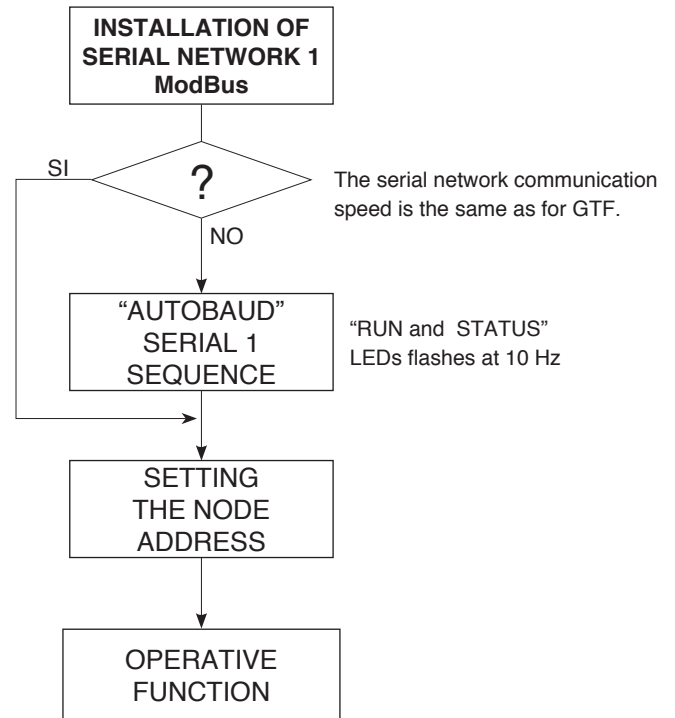 INSTALLATION OF
SERIAL NETWORK 1
ModBus
SI
?
The serial network communication
speed is the same as for GTF.
NO
“AUTOBAUD”
SERIAL 1
SEQUENCE
“RUN and STATUS”
LEDs flashes at 10 Hz
SETTING
THE NODE
ADDRESS
OPERATIVE
FUNCTION